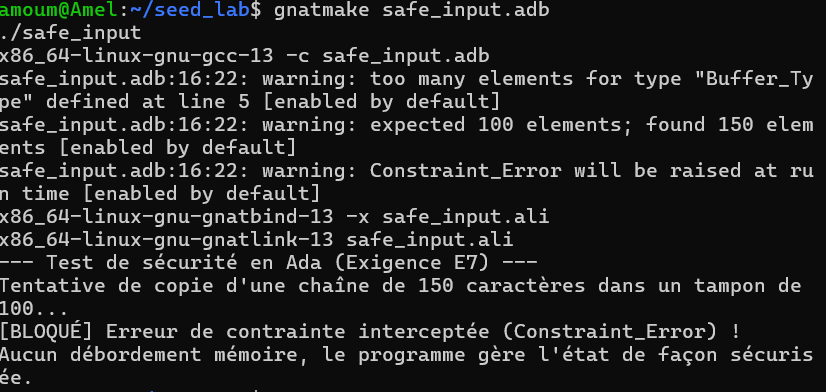 amoum@Amel:~/seed_lab$ gnatmake safe_input.adb
./safe_input
x86_64-linux-gnu-gcc-13 -c safe_input.adb
safe_input.adb:16:22: warning: too many elements for type "Buffer_Ty
pe" defined at line 5 [enabled by default]
safe_input.adb:16:22: warning: expected 100 elements; found 150 elem
ents [enabled by default]
safe_input.adb:16:22: warning: Constraint_Error will be raised at ru
n time [enabled by default]
x86_64-linux-gnu-gnatbind-13 -x safe_input.ali
x86_64-linux-gnu-gnatlink-13 safe_input.ali
--- Test de sécurité en Ada (Exigence E7) ---
Tentative de copie d'une chaîne de 150 caractères dans un tampon de
100...
[BLOQUÉ] Erreur de contrainte interceptée (Constraint_Error) !
Aucun débordement mémoire, le programme gère l'état de façon sécuris
ée.